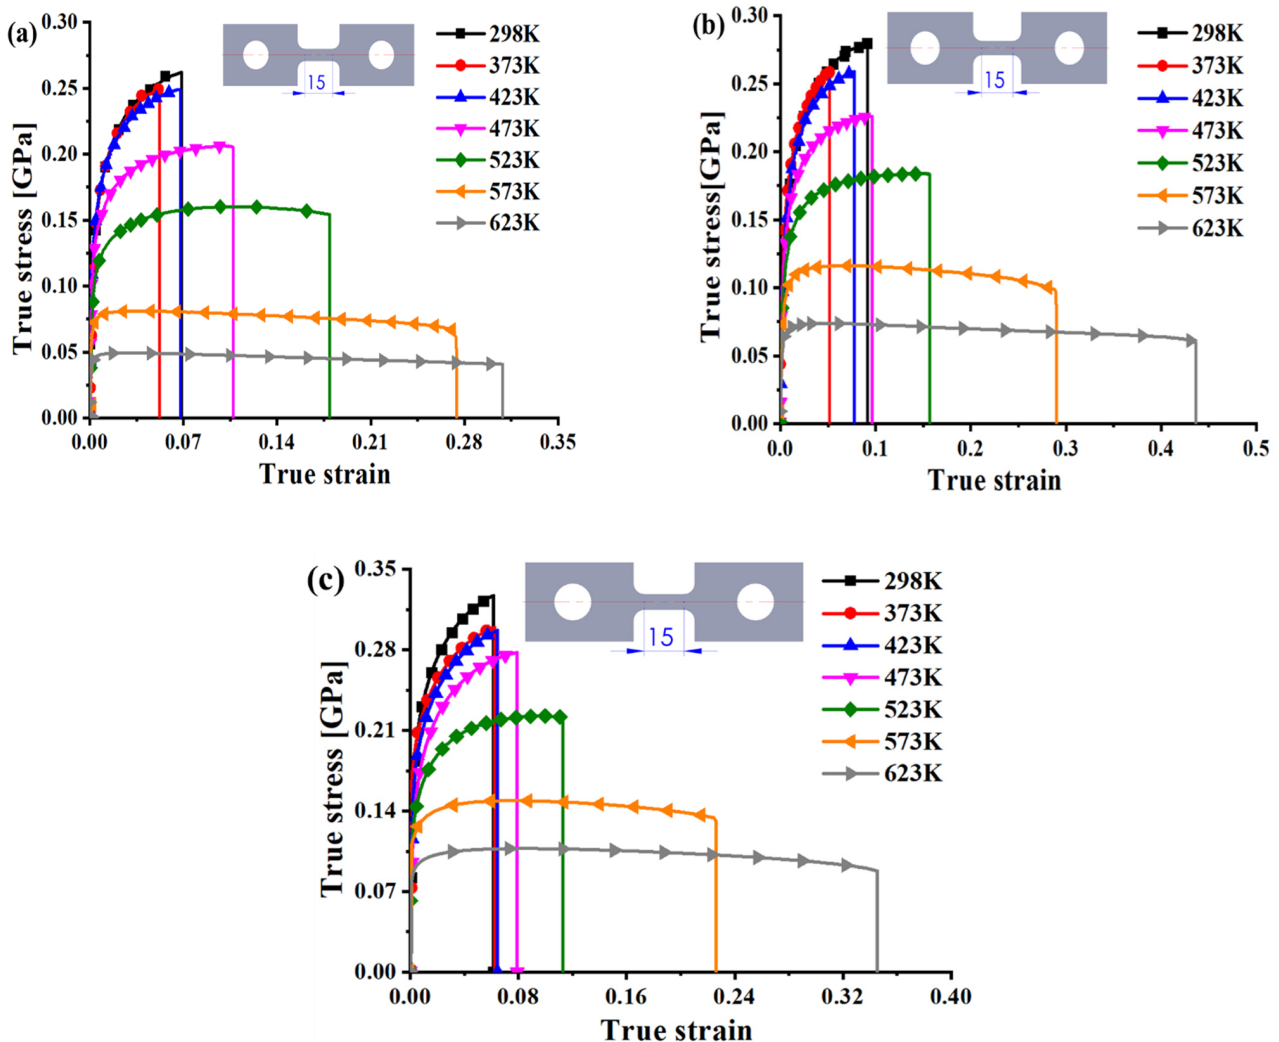 (a)
0.30
0.25
0.20
0.15
0.10
0.05
0.00
True stress [GPa]
15
298K
373K
423K
473K
523K
573K
623K
0.00
0.07
0.14
0.21
0.28
0.35
True strain
(b)
0.30
0.25
0.20
0.15
0.10
0.05
0.00
True stress[GPa]
15
298K
373K
423K
473K
523K
573K
623K
0.0
0.1
0.2
0.3
0.4
0.5
True strain
(c)
0.35
0.28
0.21
0.14
0.07
0.00
True stress [GPa]
15
298K
373K
423K
473K
523K
573K
623K
0.00
0.08
0.16
0.24
0.32
0.40
True strain